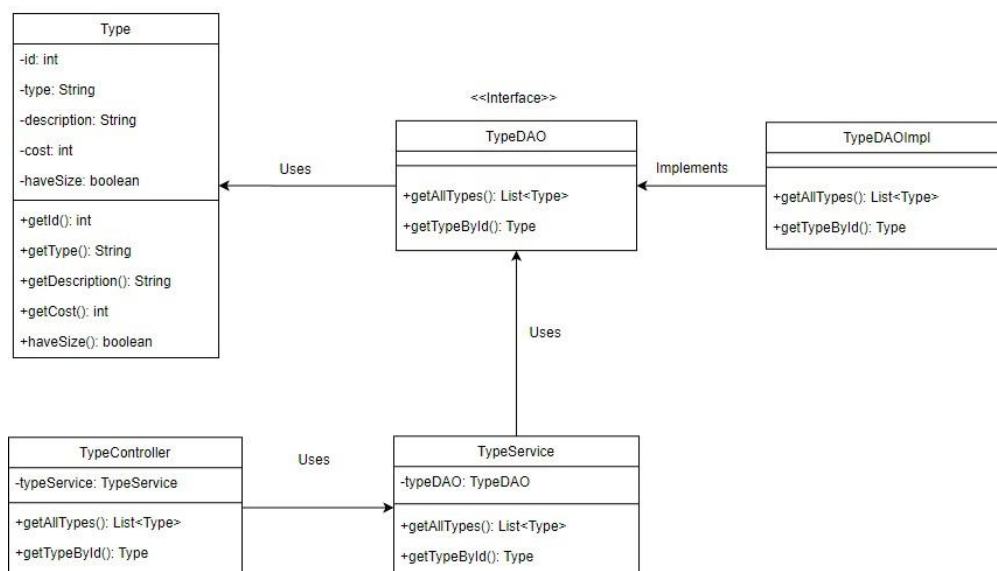 Type
-id: int
-type: String
-description: String
-cost: int
-haveSize: boolean
+getId(): int
+getType(): String
+getDescription(): String
+getCost(): int
+haveSize(): boolean
Uses
<<Interface>>
TypeDAO
+getAllTypes(): List<Type>
+getTypeById(): Type
Implements
TypeDAOImpl
+getAllTypes(): List<Type>
+getTypeById(): Type
Uses
TypeController
-typeService: TypeService
+getAllTypes(): List<Type>
+getTypeById(): Type
Uses
TypeService
-typeDAO: TypeDAO
+getAllTypes(): List<Type>
+getTypeById(): Type